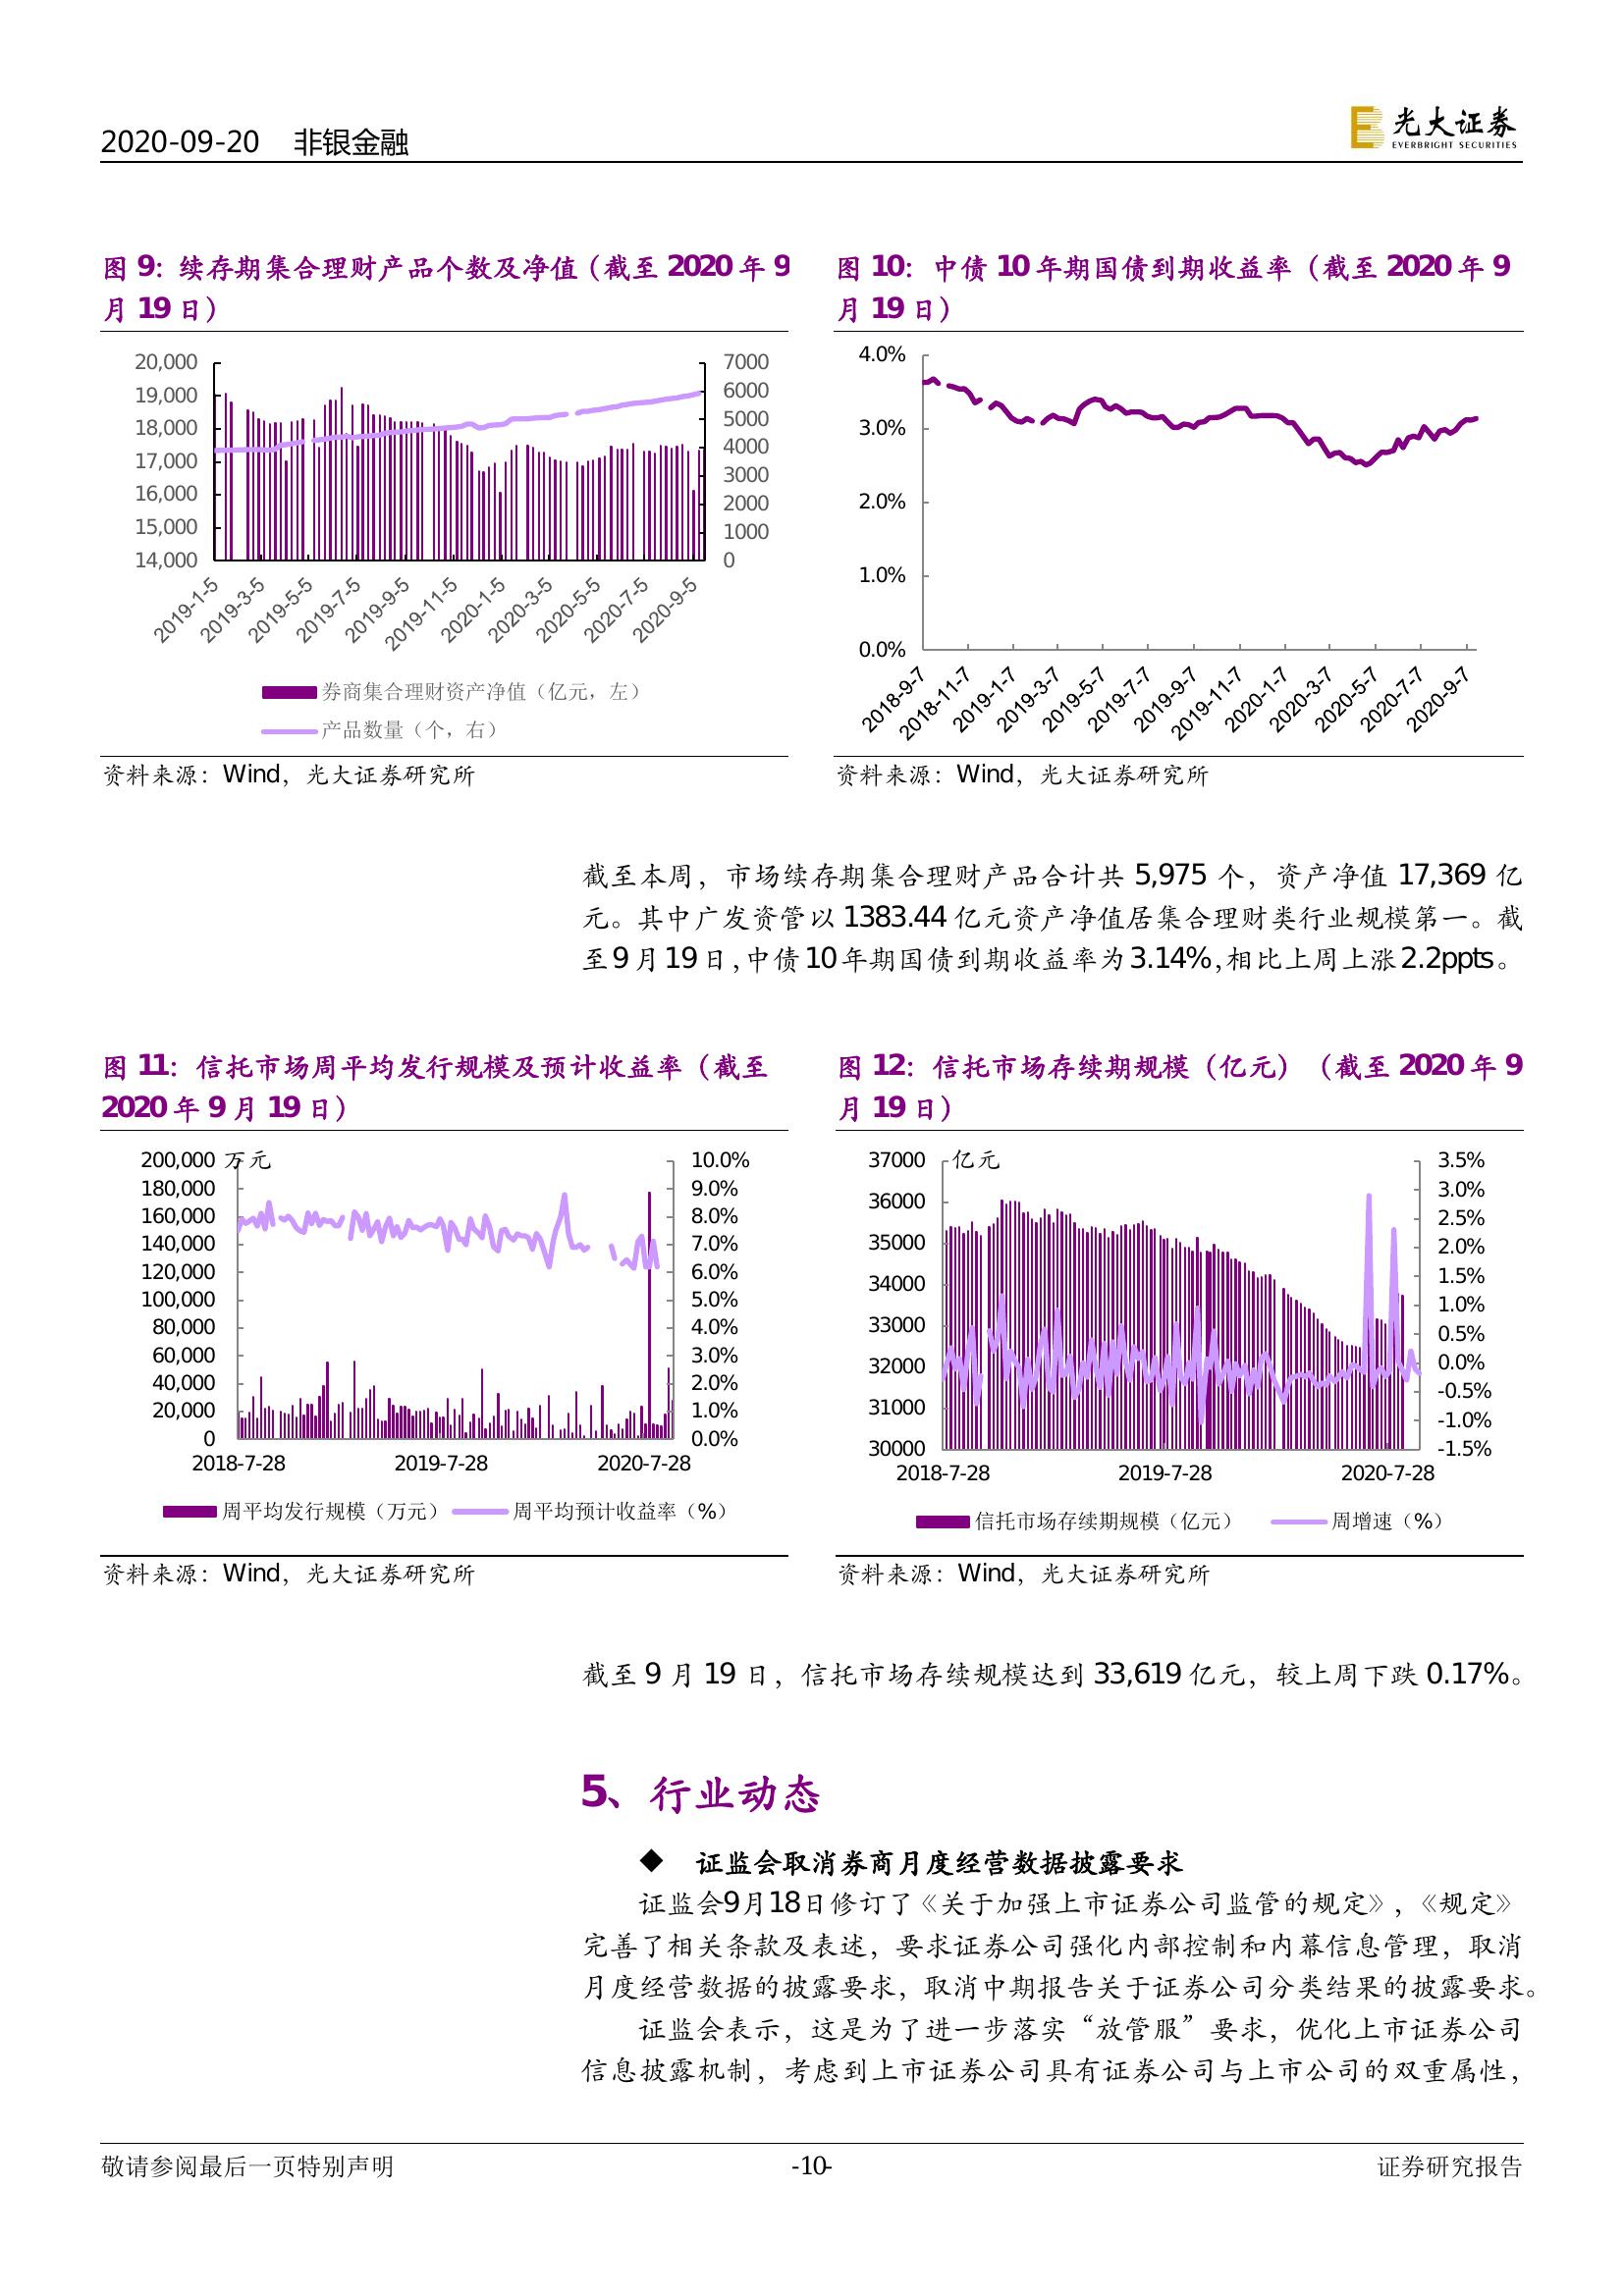 2020-09-20 非银金融
光大证券
EVERBRIGHT SECURITIES
图 9：续存期集合理财产品个数及净值（截至 2020 年 9
月 19 日）
20,000
19,000
18,000
17,000
16,000
15,000
14,000
7000
6000
5000
4000
3000
2000
1000
0
2019-1-5
2019-3-5
2019-5-5
2019-7-5
2019-9-5
2019-11-5
2020-1-5
2020-3-5
2020-5-5
2020-7-5
2020-9-5
券商集合理财资产净值（亿元，左）
产品数量（个，右）
资料来源：Wind，光大证券研究所
图 10：中债 10 年期国债到期收益率（截至 2020 年 9
月 19 日）
4.0%
3.0%
2.0%
1.0%
0.0%
2018-9-7
2018-11-7
2019-1-7
2019-3-7
2019-5-7
2019-7-7
2019-9-7
2019-11-7
2020-1-7
2020-3-7
2020-5-7
2020-7-7
2020-9-7
资料来源：Wind，光大证券研究所
截至本周，市场续存期集合理财产品合计共 5,975 个，资产净值 17,369 亿
元。其中广发资管以 1383.44 亿元资产净值居集合理财类行业规模第一。截
至 9 月 19 日，中债 10 年期国债到期收益率为 3.14%，相比上周上涨 2.2ppts。
图 11：信托市场周平均发行规模及预计收益率（截至
2020 年 9 月 19 日）
200,000
180,000
160,000
140,000
120,000
100,000
80,000
60,000
40,000
20,000
0
万元
10.0%
9.0%
8.0%
7.0%
6.0%
5.0%
4.0%
3.0%
2.0%
1.0%
0.0%
2018-7-28
2019-7-28
2020-7-28
周平均发行规模（万元）
周平均预计收益率（%）
资料来源：Wind，光大证券研究所
图 12：信托市场存续期规模（亿元）（截至 2020 年 9
月 19 日）
37000
36000
35000
34000
33000
32000
31000
30000
亿元
3.5%
3.0%
2.5%
2.0%
1.5%
1.0%
0.5%
0.0%
-0.5%
-1.0%
-1.5%
2018-7-28
2019-7-28
2020-7-28
信托市场存续期规模（亿元）
周增速（%）
资料来源：Wind，光大证券研究所
截至 9 月 19 日，信托市场存续规模达到 33,619 亿元，较上周下跌 0.17%。
5、行业动态
◆ 证监会取消券商月度经营数据披露要求
证监会9月18日修订了《关于加强上市证券公司监管的规定》，《规定》
完善了相关条款及表述，要求证券公司强化内部控制和内幕信息管理，取消
月度经营数据的披露要求，取消中期报告关于证券公司分类结果的披露要求。
证监会表示，这是为了进一步落实“放管服”要求，优化上市证券公司
信息披露机制，考虑到上市证券公司具有证券公司与上市公司的双重属性，
敬请参阅最后一页特别声明
-10-
证券研究报告